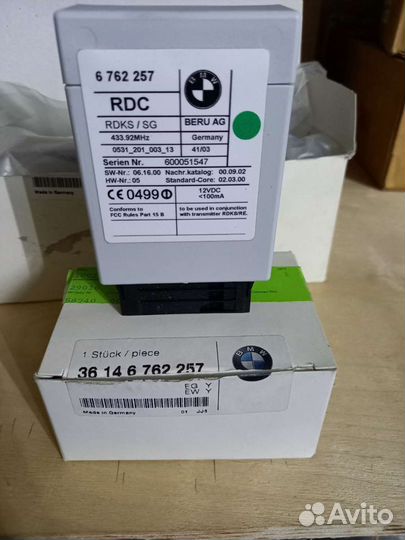 6 762 257
BMW
RDC
RDKS / SG
BERU AG
433.92MHz
Germany
0531_201_003_13
41/03
Serien Nr.
600051547
SW-Nr.: 06.16.00 Nachr.katalog: 00.09.02
HW-Nr.: 05 Standard-Core: 02.03.00
CE 0499
12VDC
<100mA
Conforms to
FCC Rules Part 15 B
to be used in conjunction
with transmitter RDKS/RE.
1 Stück / piece
BMW
36 14 6 762 257
EG Y
EW Y
Made in Germany
01 JJ1
Avito